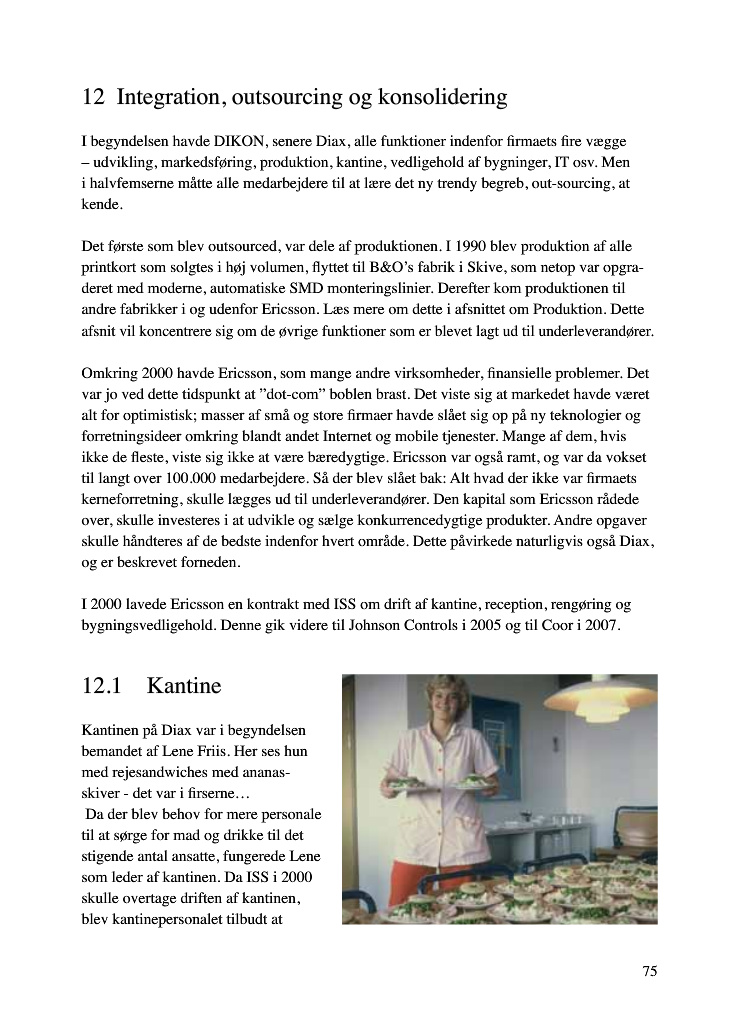 12 Integration, outsourcing og konsolidering
I begyndelsen havde DIKON, senere Diax, alle funktioner indenfor firmaets fire vægge
– udvikling, markedsføring, produktion, kantine, vedligehold af bygninger, IT osv. Men
i halvfemserne måtte alle medarbejdere til at lære det ny trendy begreb, out-sourcing, at
kende.
Det første som blev outsourced, var dele af produktionen. I 1990 blev produktion af alle
printkort som solgtes i høj volumen, flyttet til B&O’s fabrik i Skive, som netop var opgra-
deret med moderne, automatiske SMD monteringslinier. Derefter kom produktionen til
andre fabrikker i og udenfor Ericsson. Læs mere om dette i afsnittet om Produktion. Dette
afsnit vil koncentrere sig om de øvrige funktioner som er blevet lagt ud til underleverandører.
Omkring 2000 havde Ericsson, som mange andre virksomheder, finansielle problemer. Det
var jo ved dette tidspunkt at ”dot-com” boblen brast. Det viste sig at markedet havde været
alt for optimistisk; masser af små og store firmaer havde slået sig op på ny teknologier og
forretningsideer omkring blandt andet Internet og mobile tjenester. Mange af dem, hvis
ikke de fleste, viste sig ikke at være bæredygtige. Ericsson var også ramt, og var da vokset
til langt over 100.000 medarbejdere. Så der blev slået bak: Alt hvad der ikke var firmaets
kerneforretning, skulle lægges ud til underleverandører. Den kapital som Ericsson rådede
over, skulle investeres i at udvikle og sælge konkurrencedygtige produkter. Andre opgaver
skulle håndteres af de bedste indenfor hvert område. Dette påvirkede naturligvis også Diax,
og er beskrevet forneden.
I 2000 lavede Ericsson en kontrakt med ISS om drift af kantine, reception, rengøring og
bygningsvedligehold. Denne gik videre til Johnson Controls i 2005 og til Coor i 2007.
12.1 Kantine
Kantinen på Diax var i begyndelsen
bemandet af Lene Friis. Her ses hun
med rejesandwiches med ananas-
skiver - det var i firserne…
Da der blev behov for mere personale
til at sørge for mad og drikke til det
stigende antal ansatte, fungerede Lene
som leder af kantinen. Da ISS i 2000
skulle overtage driften af kantinen,
blev kantinepersonalet tilbudt at
75